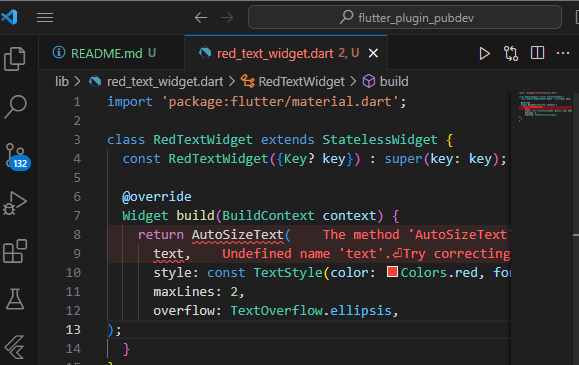 flutter_plugin_pubdev
README.md U
red_text_widget.dart 2, U
lib > red_text_widget.dart > RedTextWidget > build
1 import 'package:flutter/material.dart';
2
3 class RedTextWidget extends StatelessWidget {
4 const RedTextWidget({Key? key}) : super(key: key);
5
6 @override
7 Widget build(BuildContext context) {
8 return AutoSizeText( The method 'AutoSizeText'
9 text, Undefined name 'text'.⏎Try correcting
10 style: const TextStyle(color: Colors.red, fo
11 maxLines: 2,
12 overflow: TextOverflow.ellipsis,
13 );
14 }
15 }
132